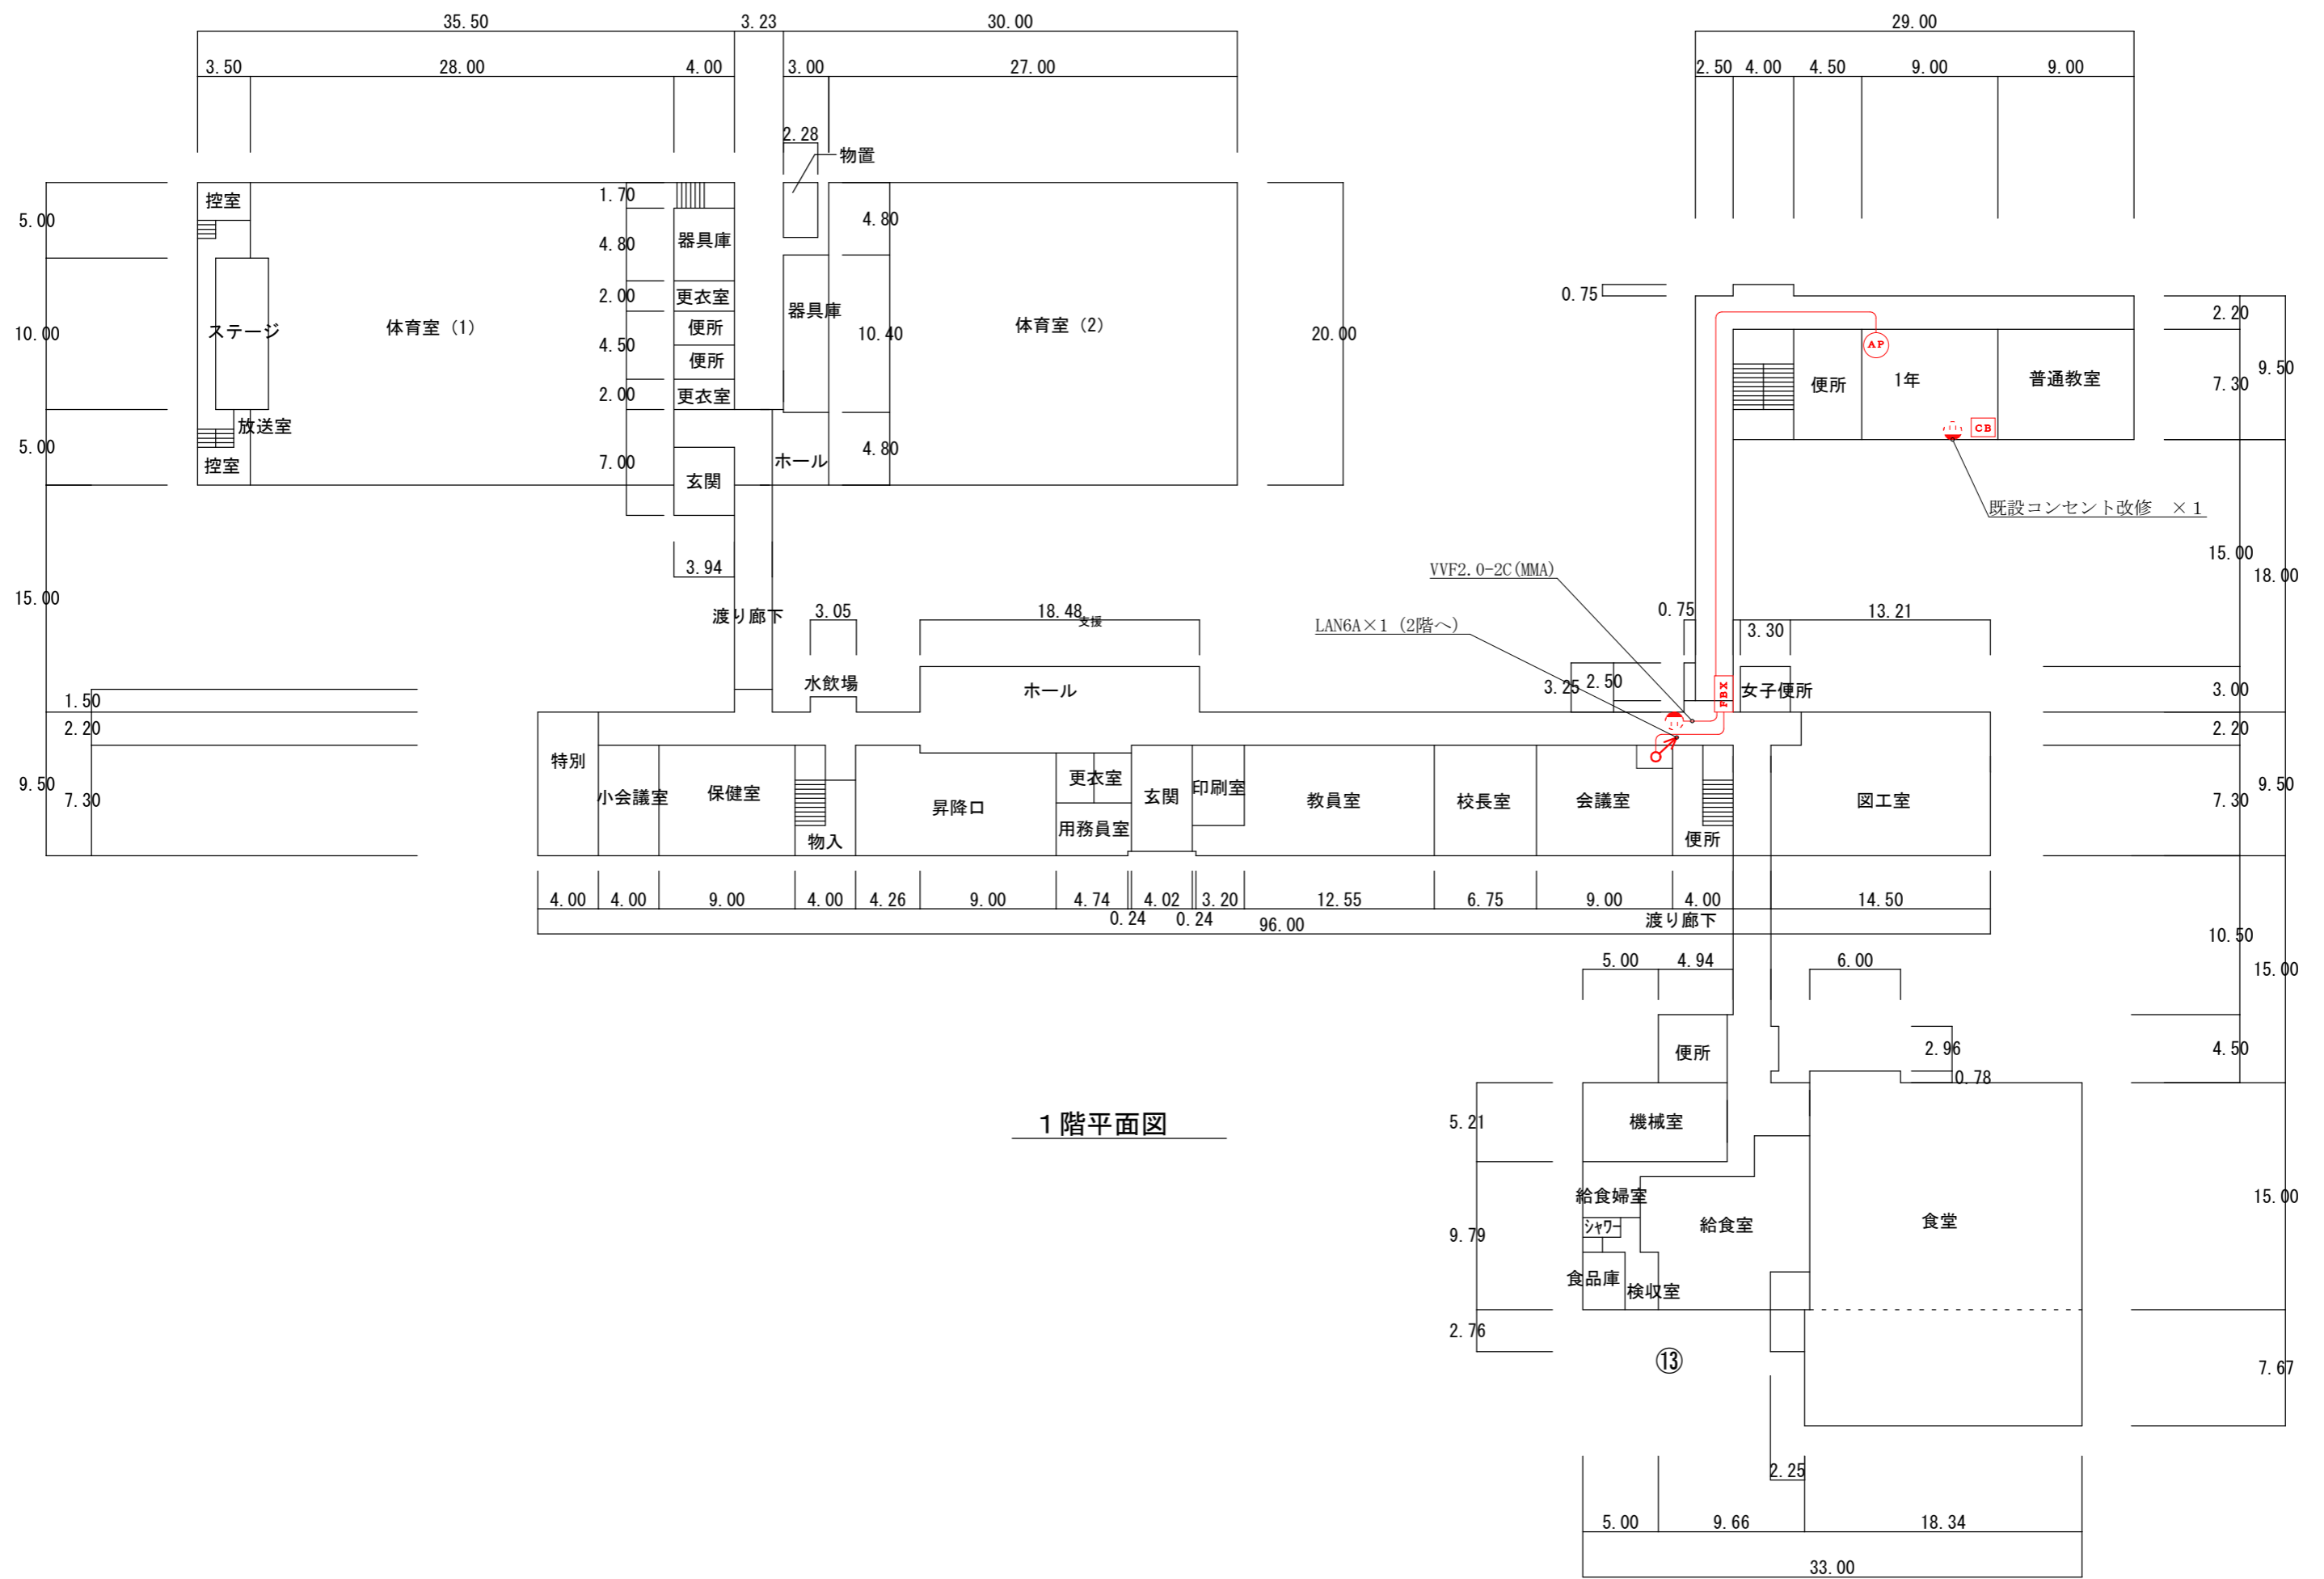 35.50
3.23
30.00
29.00
3.50
28.00
4.00
3.00
27.00
2.50
4.00
4.50
9.00
9.00
2.28
物置
控室
5.00
1.70
4.80
器具庫
4.80
2.00
更衣室
0.75
2.20
ステージ
体育室 (1)
便所
器具庫
体育室 (2)
10.00
10.40
20.00
4.50
便所
AP
9.50
便所
1年
普通教室
7.30
2.00
更衣室
放送室
CB
5.00
4.80
控室
7.00
ホール
玄関
既設コンセント改修 ×1
15.00
3.94
VVF2.0-2C(MMA)
18.00
15.00
渡り廊下
3.05
18.48
支援
LAN6A×1 (2階へ)
0.75
13.21
3.30
水飲場
ホール
3.25
2.50
PBX
女子便所
3.00
1.50
2.20
2.20
特別
9.50
7.30
小会議室
保健室
物入
昇降口
更衣室
用務員室
玄関
印刷室
教員室
校長室
会議室
便所
図工室
9.50
7.30
4.00
4.00
9.00
4.00
4.26
9.00
4.74
4.02
3.20
12.55
6.75
9.00
4.00
14.50
0.24
0.24
96.00
渡り廊下
10.50
5.00
4.94
6.00
15.00
便所
2.96
4.50
0.78
1階平面図
5.21
機械室
給食婦室
15.00
シャワー
給食室
食堂
9.79
食品庫
検収室
2.76
⑬
7.67
2.25
5.00
9.66
18.34
33.00